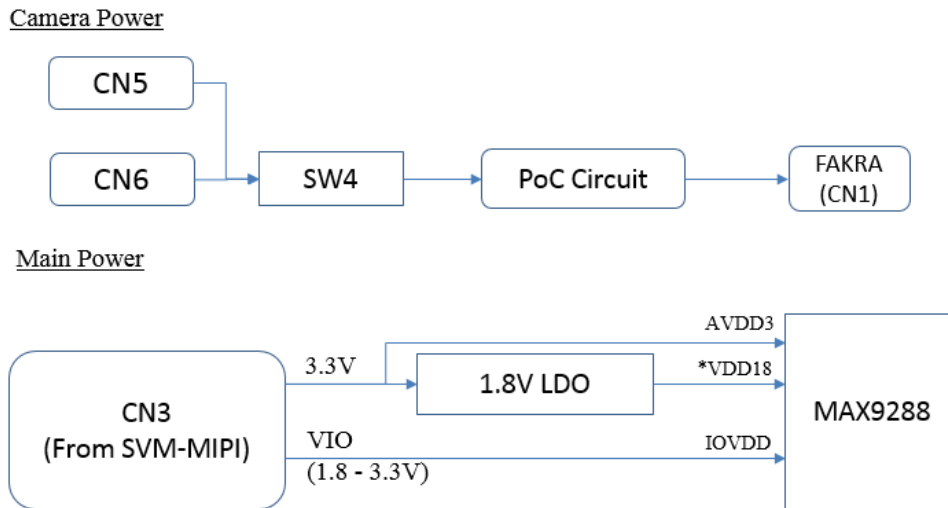 Camera Power
CN5
CN6
SW4
PoC Circuit
FAKRA
(CN1)
Main Power
AVDD3
3.3V
1.8V LDO
*VDD18
CN3
(From SVM-MIPI)
MAX9288
VIO
(1.8 - 3.3V)
IOVDD